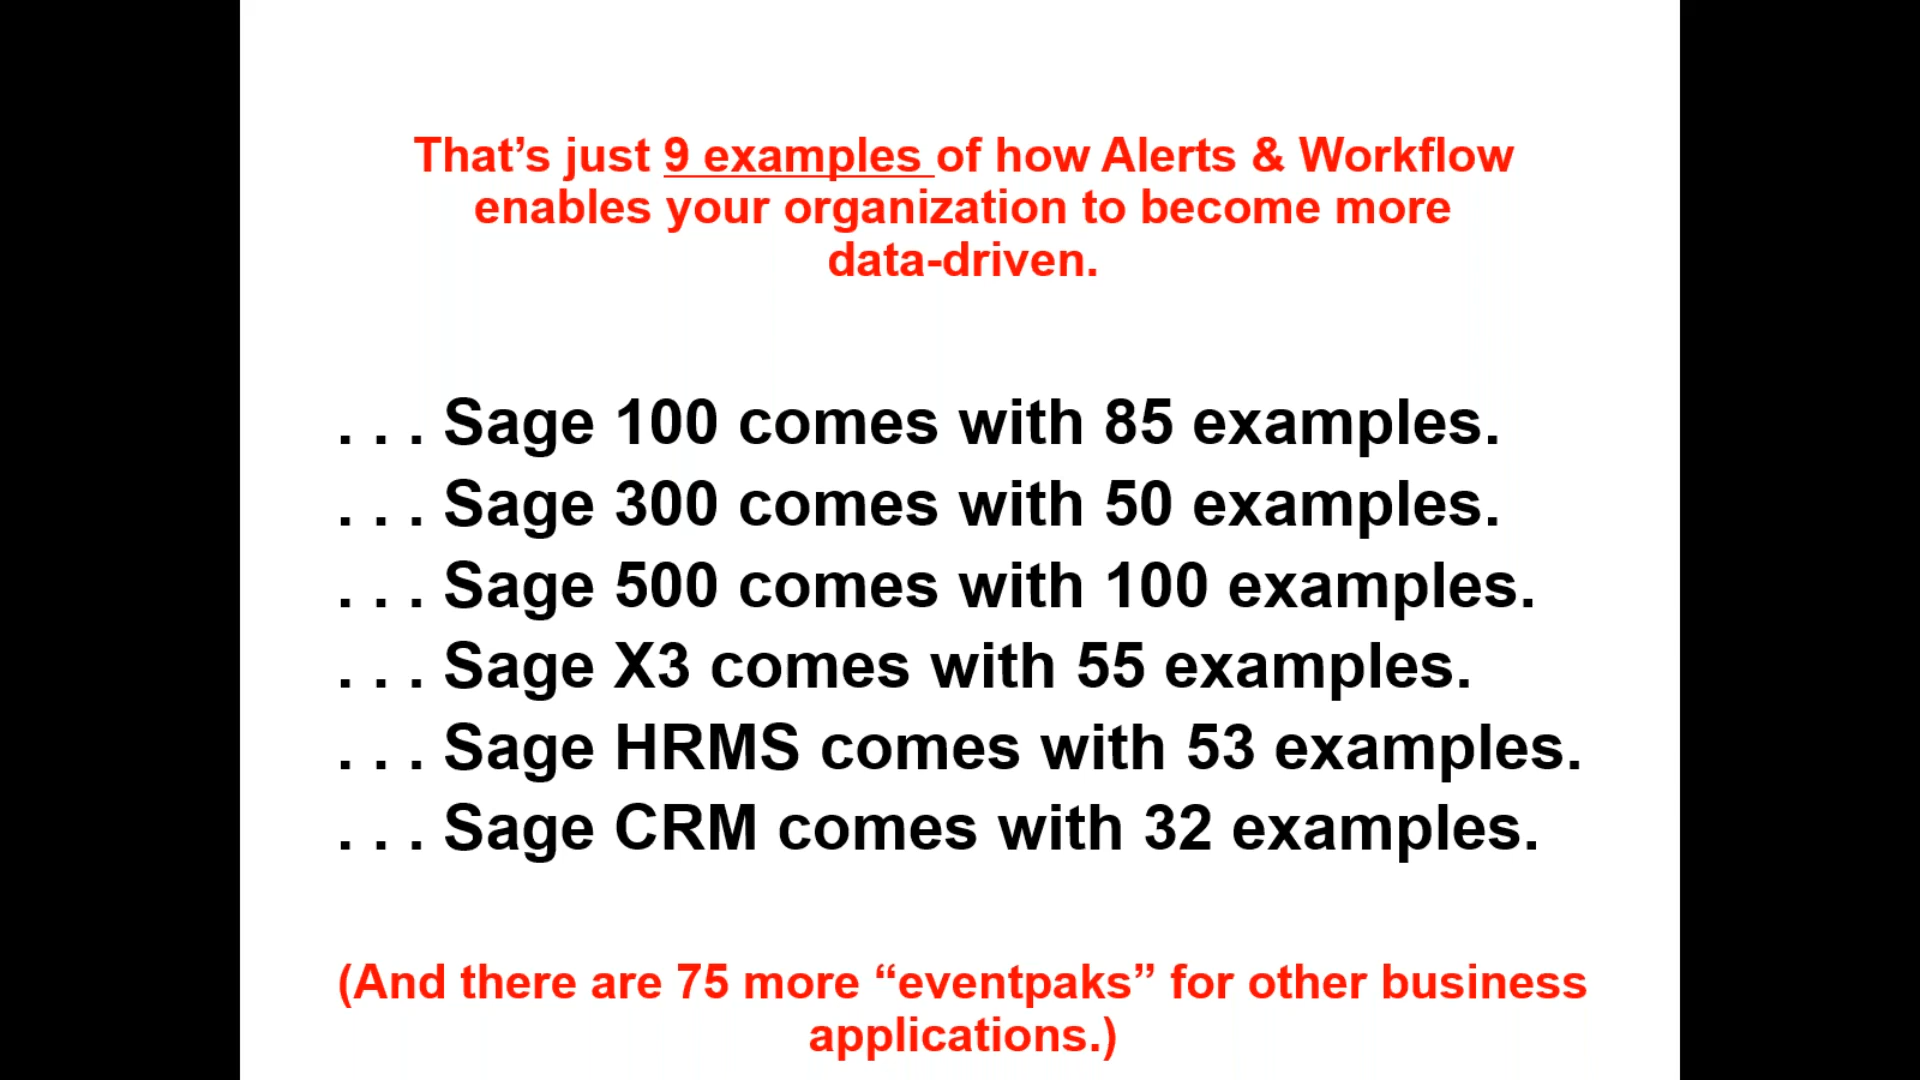 That’s just 9 examples of how Alerts & Workflow
enables your organization to become more
data-driven.
. . . Sage 100 comes with 85 examples.
. . . Sage 300 comes with 50 examples.
. . . Sage 500 comes with 100 examples.
. . . Sage X3 comes with 55 examples.
. . . Sage HRMS comes with 53 examples.
. . . Sage CRM comes with 32 examples.
(And there are 75 more “eventpaks” for other business
applications.)